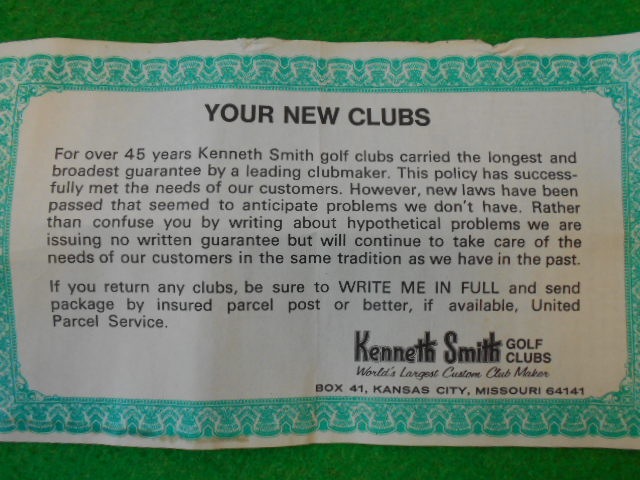 YOUR NEW CLUBS
For over 45 years Kenneth Smith golf clubs carried the longest and
broadest guarantee by a leading clubmaker. This policy has success-
fully met the needs of our customers. However, new laws have been
passed that seemed to anticipate problems we don't have. Rather
than confuse you by writing about hypothetical problems we are
issuing no written guarantee but will continue to take care of the
needs of our customers in the same tradition as we have in the past.
If you return any clubs, be sure to WRITE ME IN FULL and send
package by insured parcel post or better, if available, United
Parcel Service.
Kenneth Smith GOLF CLUBS
World's Largest Custom Club Maker
BOX 41, KANSAS CITY, MISSOURI 64141